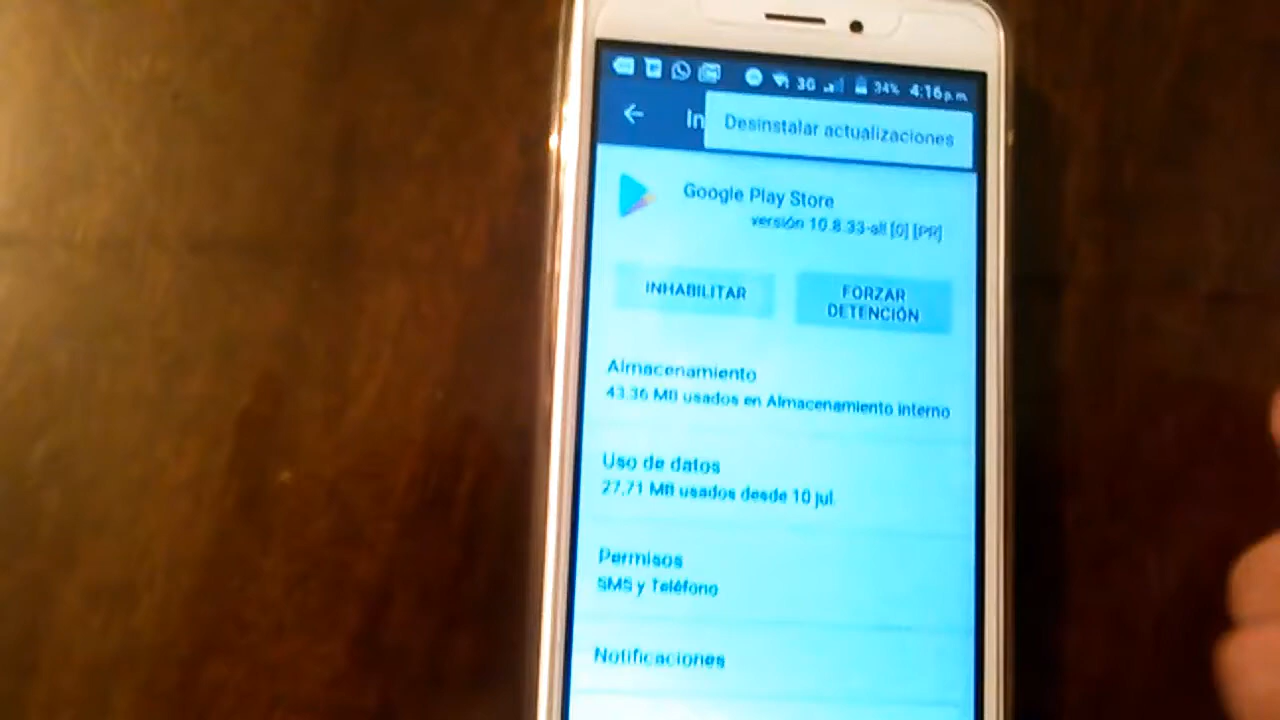 3G 34% 4:16 p.m.
In
Desinstalar actualizaciones
Google Play Store
versión 10.8.33-all [0] [PR]
INHABILITAR
FORZAR
DETENCIÓN
Almacenamiento
43.36 MB usados en Almacenamiento interno
Uso de datos
27.71 MB usados desde 10 jul.
Permisos
SMS y Teléfono
Notificaciones